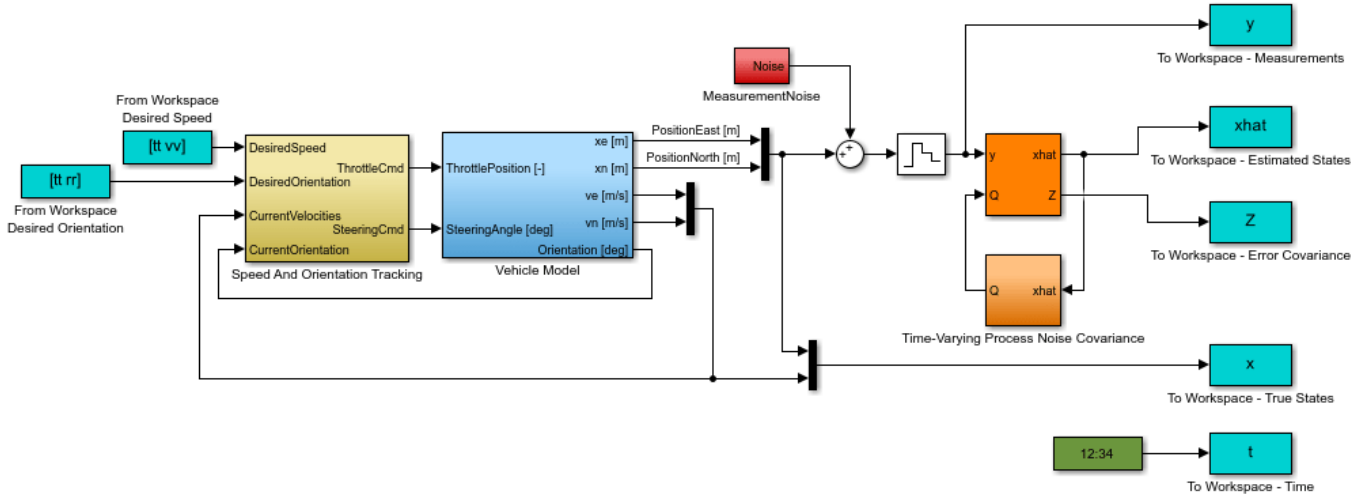 y
To Workspace - Measurements
Noise
MeasurementNoise
From Workspace
Desired Speed
[tt vv]
[tt rr]
From Workspace
Desired Orientation
DesiredSpeed
ThrottleCmd
DesiredOrientation
CurrentVelocities
SteeringCmd
CurrentOrientation
Speed And Orientation Tracking
ThrottlePosition [-]
SteeringAngle [deg]
xe [m]
xn [m]
ve [m/s]
vn [m/s]
Orientation [deg]
Vehicle Model
PositionEast [m]
PositionNorth [m]
+
+
y
xhat
Q
Z
Q
xhat
Time-Varying Process Noise Covariance
xhat
To Workspace - Estimated States
Z
To Workspace - Error Covariance
x
To Workspace - True States
12:34
t
To Workspace - Time